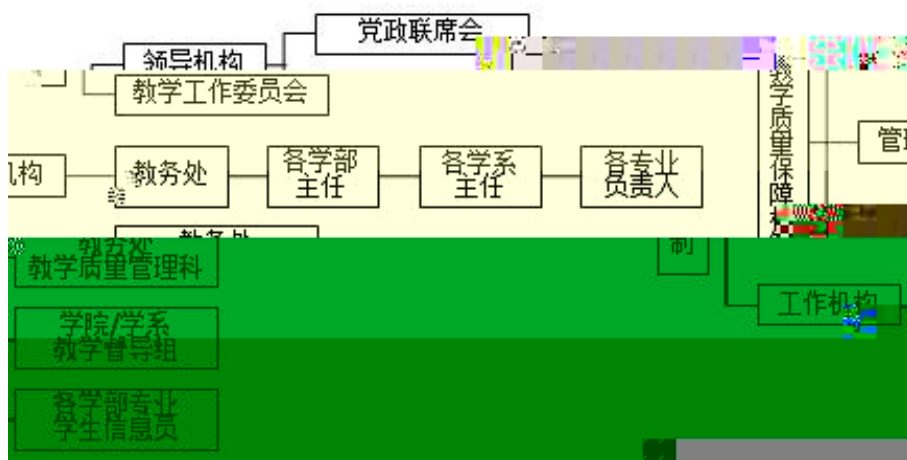 党政联席会
领导机构
教学工作委员会
学质量保障
教务处
各学部
主任
各学系
主任
各专业
负责人
机构
教务处
教学质量管理科
制
工作机构
学院/学系
教学督导组
各学部专业
学生信息员